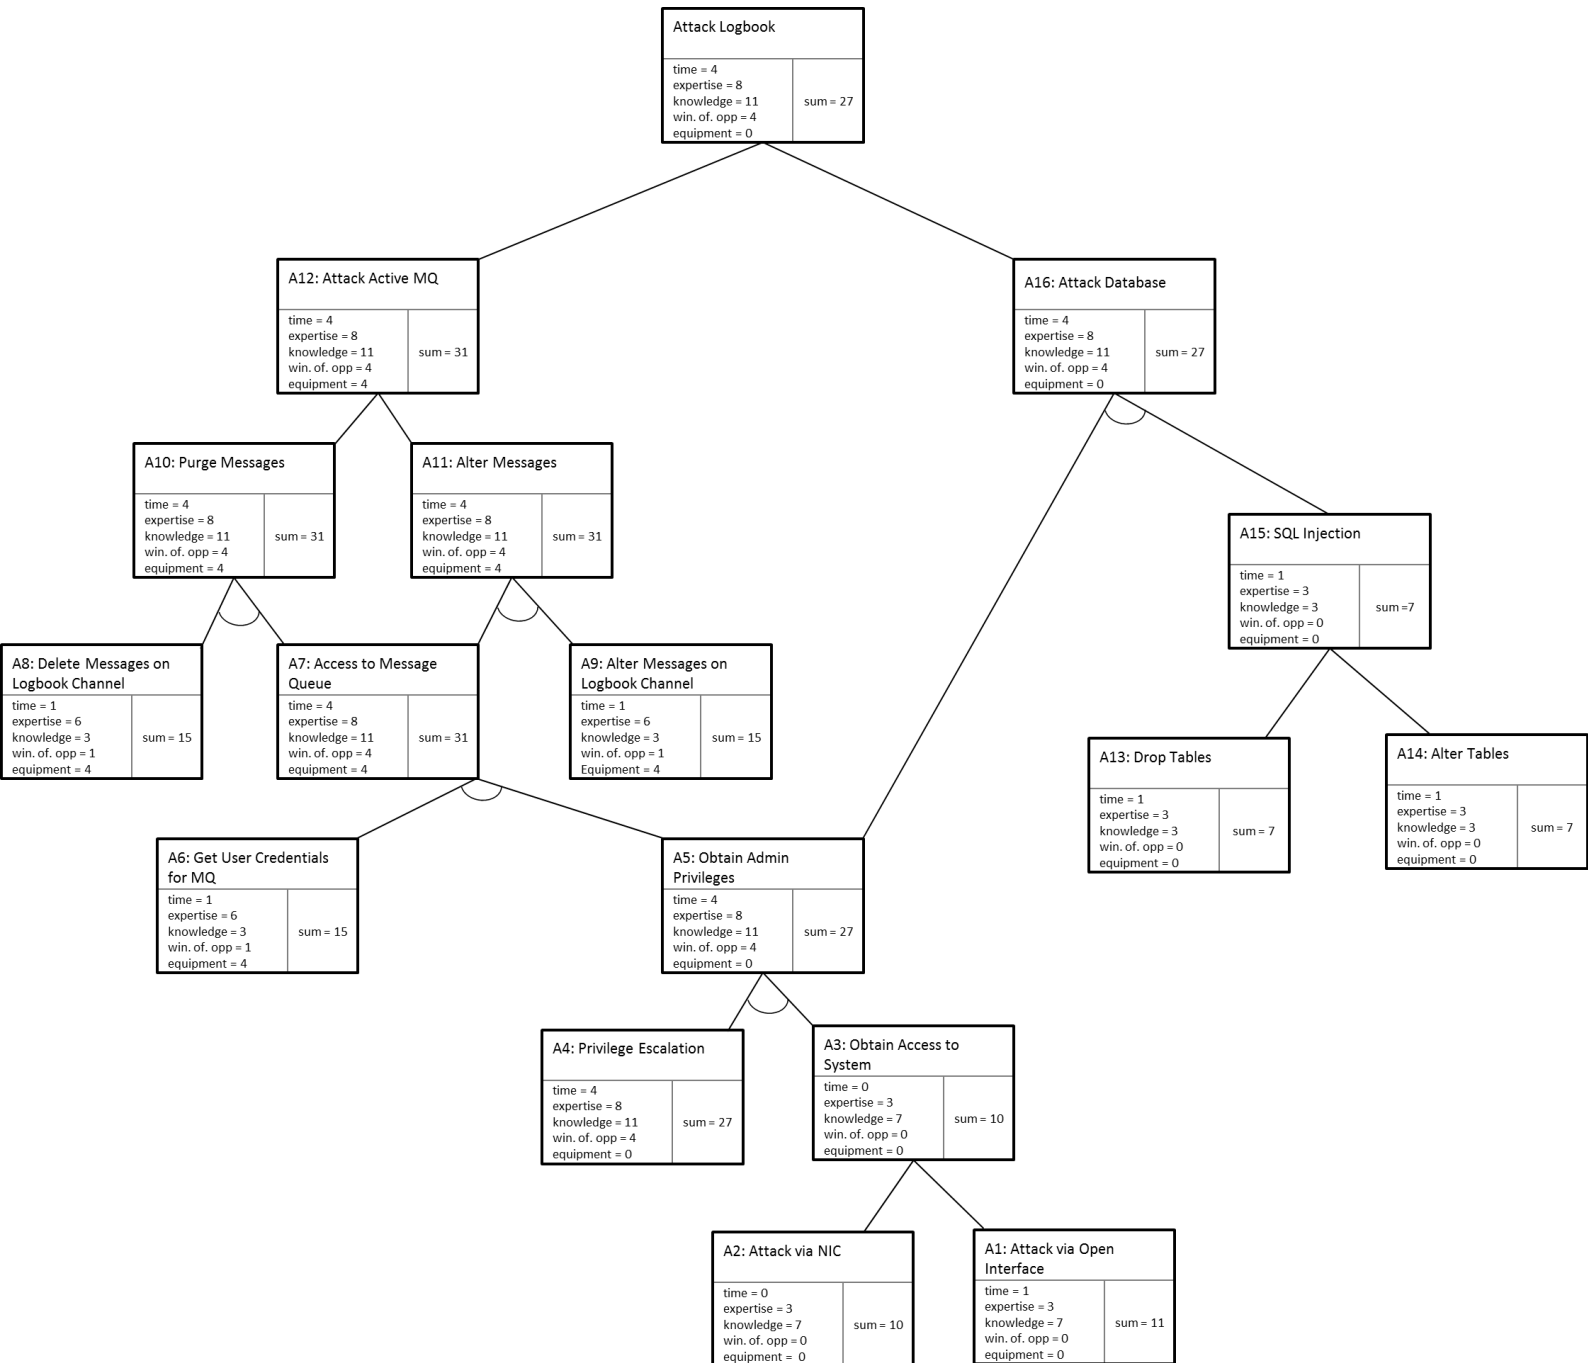 Attack Logbook
time = 4
expertise = 8
knowledge = 11
win. of. opp = 4
equipment = 0
sum = 27
A12: Attack Active MQ
time = 4
expertise = 8
knowledge = 11
win. of. opp = 4
equipment = 4
sum = 31
A16: Attack Database
time = 4
expertise = 8
knowledge = 11
win. of. opp = 4
equipment = 0
sum = 27
A10: Purge Messages
time = 4
expertise = 8
knowledge = 11
win. of. opp = 4
equipment = 4
sum = 31
A11: Alter Messages
time = 4
expertise = 8
knowledge = 11
win. of. opp = 4
equipment = 4
sum = 31
A15: SQL Injection
time = 1
expertise = 3
knowledge = 3
win. of. opp = 0
equipment = 0
sum =7
A8: Delete Messages on
Logbook Channel
time = 1
expertise = 6
knowledge = 3
win. of. opp = 1
equipment = 4
sum = 15
A7: Access to Message
Queue
time = 4
expertise = 8
knowledge = 11
win. of. opp = 4
equipment = 4
sum = 31
A9: Alter Messages on
Logbook Channel
time = 1
expertise = 6
knowledge = 3
win. of. opp = 1
Equipment = 4
sum = 15
A13: Drop Tables
time = 1
expertise = 3
knowledge = 3
win. of. opp = 0
equipment = 0
sum = 7
A14: Alter Tables
time = 1
expertise = 3
knowledge = 3
win. of. opp = 0
equipment = 0
sum = 7
A6: Get User Credentials
for MQ
time = 1
expertise = 6
knowledge = 3
win. of. opp = 1
equipment = 4
sum = 15
A5: Obtain Admin
Privileges
time = 4
expertise = 8
knowledge = 11
win. of. opp = 4
equipment = 0
sum = 27
A4: Privilege Escalation
time = 4
expertise = 8
knowledge = 11
win. of. opp = 4
equipment = 0
sum = 27
A3: Obtain Access to
System
time = 0
expertise = 3
knowledge = 7
win. of. opp = 0
equipment = 0
sum = 10
A2: Attack via NIC
time = 0
expertise = 3
knowledge = 7
win. of. opp = 0
equipment = 0
sum = 10
A1: Attack via Open
Interface
time = 1
expertise = 3
knowledge = 7
win. of. opp = 0
equipment = 0
sum = 11